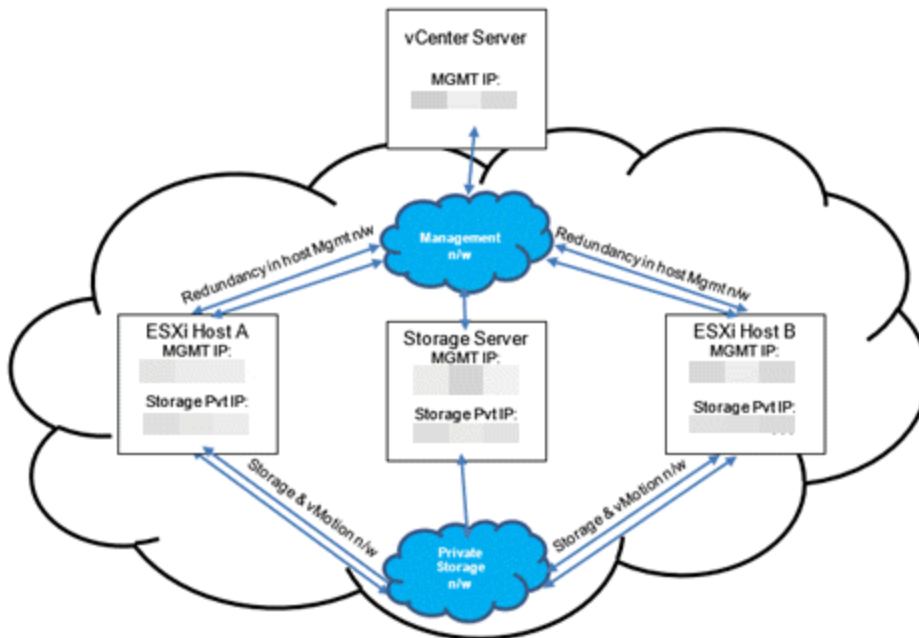 vCenter Server
MGMT IP:
Management
n/w
Redundancy in host Mgmt n/w
Redundancy in host Mgmt n/w
ESXi Host A
MGMT IP:
Storage Pvt IP:
Storage Server
MGMT IP:
Storage Pvt IP:
ESXi Host B
MGMT IP:
Storage Pvt IP:
Storage & vMotion n/w
Storage & vMotion n/w
Private
Storage
n/w